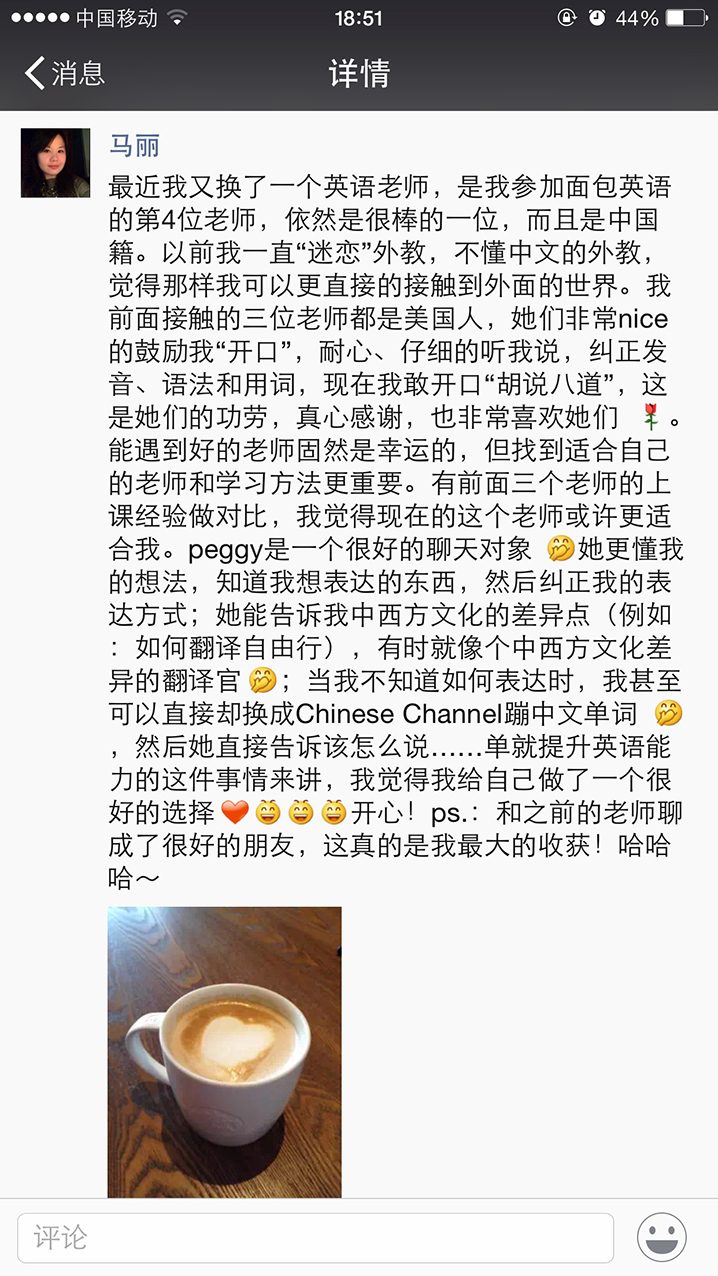 中国移动 18:51 44%
消息 详情
马丽
最近我又换了一个英语老师，是我参加面包英语
的第4位老师，依然是很棒的一位，而且是中国
籍。以前我一直“迷恋”外教，不懂中文的外教，
觉得那样我可以更直接的接触到外面的世界。我
前面接触的三位老师都是美国人，她们非常nice
的鼓励我“开口”，耐心、仔细的听我说，纠正发
音、语法和用词，现在我敢开口“胡说八道”，这
是她们的功劳，真心感谢，也非常喜欢她们 🌹。
能遇到好的老师固然是幸运的，但找到适合自己
的老师和学习方法更重要。有前面三个老师的上
课经验做对比，我觉得现在的这个老师或许更适
合我。peggy是一个很好的聊天对象 🤭她更懂我
的想法，知道我想表达的东西，然后纠正我的表
达方式；她能告诉我中西方文化的差异点（例如
：如何翻译自由行），有时就像个中西方文化差
异的翻译官🤭；当我不知道如何表达时，我甚至
可以直接却换成Chinese Channel蹦中文单词 🤭
，然后她直接告诉该怎么说……单就提升英语能
力的这件事情来讲，我觉得我给自己做了一个很
好的选择❤😄😄😄开心！ps.：和之前的老师聊
成了很好的朋友，这真的是我最大的收获！哈哈
哈～
评论